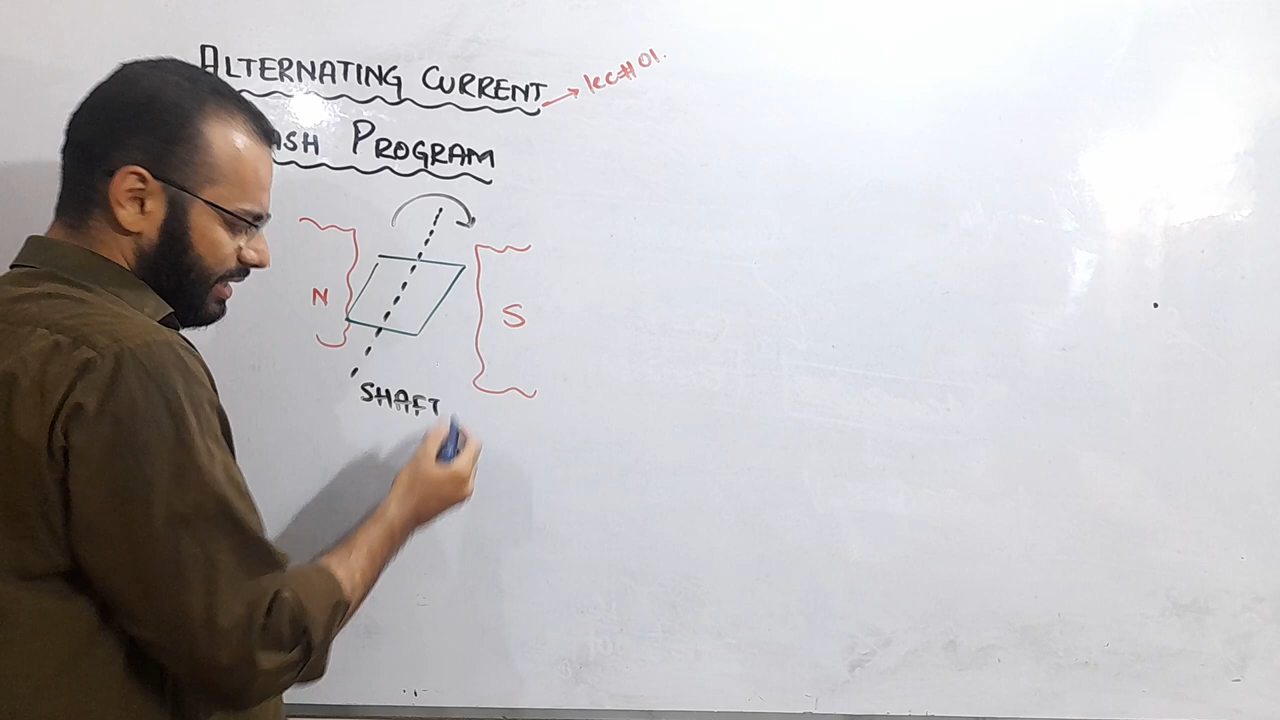 ALTERNATING CURRENT → lec# 01.
PROGRAM
N
S
SHAFT